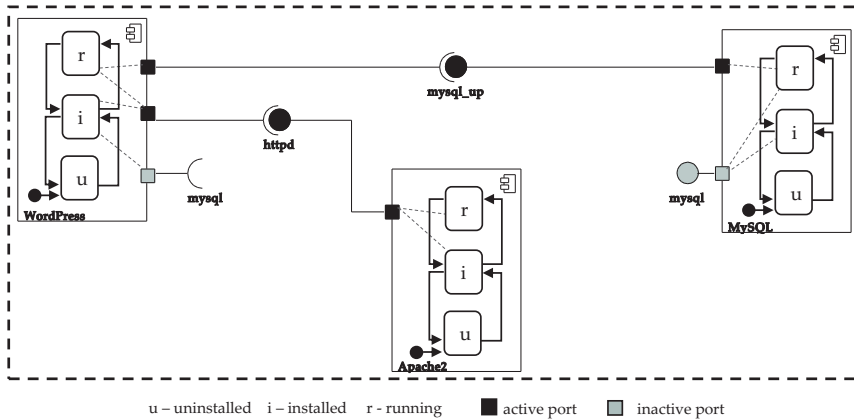 r
i
u
WordPress
mysql_up
httpd
mysql
r
i
u
Apache2
mysql
r
i
u
MySQL
u – uninstalled i – installed r - running active port inactive port